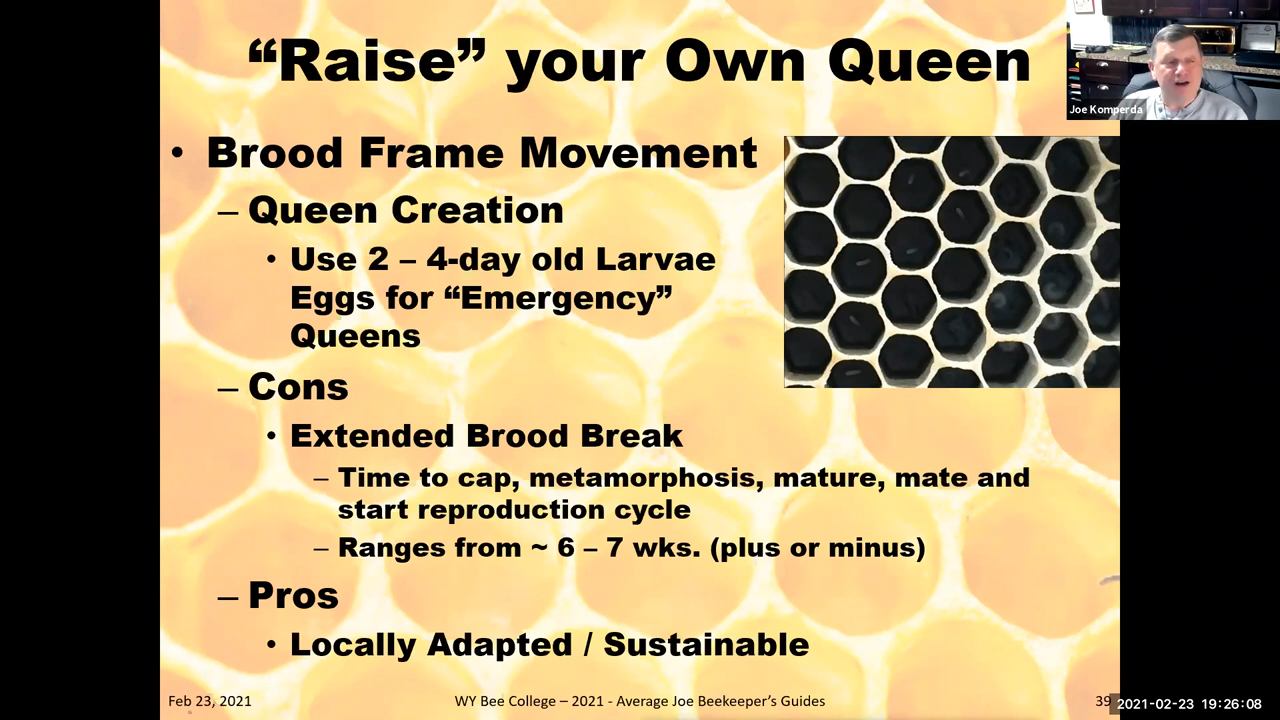 “Raise” your Own Queen
Joe Komperda
• Brood Frame Movement
– Queen Creation
• Use 2 – 4-day old Larvae
Eggs for “Emergency”
Queens
– Cons
• Extended Brood Break
– Time to cap, metamorphosis, mature, mate and
start reproduction cycle
– Ranges from ~ 6 – 7 wks. (plus or minus)
– Pros
• Locally Adapted / Sustainable
Feb 23, 2021
WY Bee College – 2021 - Average Joe Beekeeper’s Guides
39
2021-02-23 19:26:08